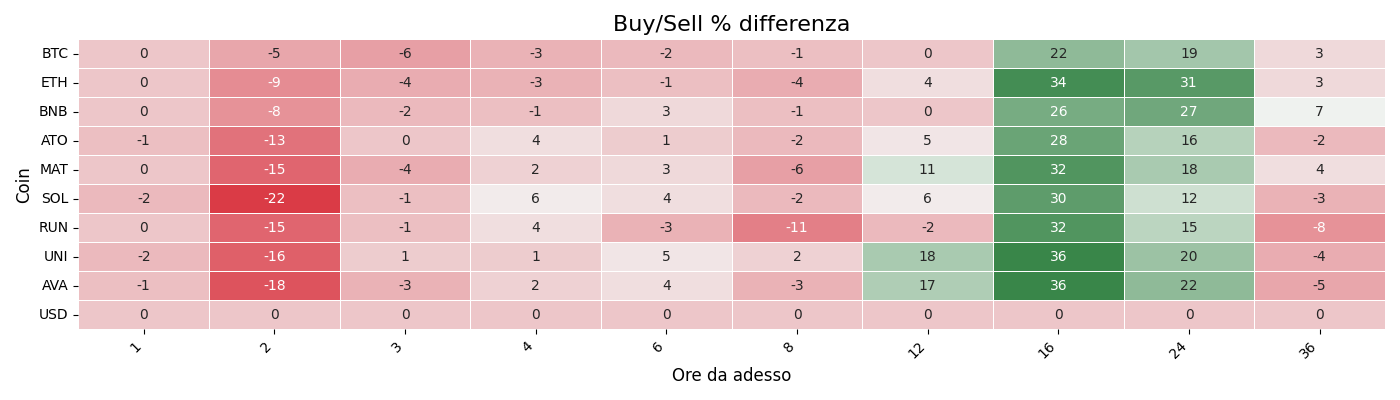 Buy/Sell % differenza
Coin
BTC 0 -5 -6 -3 -2 -1 0 22 19 3
ETH 0 -9 -4 -3 -1 -4 4 34 31 3
BNB 0 -8 -2 -1 3 -1 0 26 27 7
ATO -1 -13 0 4 1 -2 5 28 16 -2
MAT 0 -15 -4 2 3 -6 11 32 18 4
SOL -2 -22 -1 6 4 -2 6 30 12 -3
RUN 0 -15 -1 4 -3 -11 -2 32 15 -8
UNI -2 -16 1 1 5 2 18 36 20 -4
AVA -1 -18 -3 2 4 -3 17 36 22 -5
USD 0 0 0 0 0 0 0 0 0 0
1 2 3 4 6 8 12 16 24 36
Ore da adesso